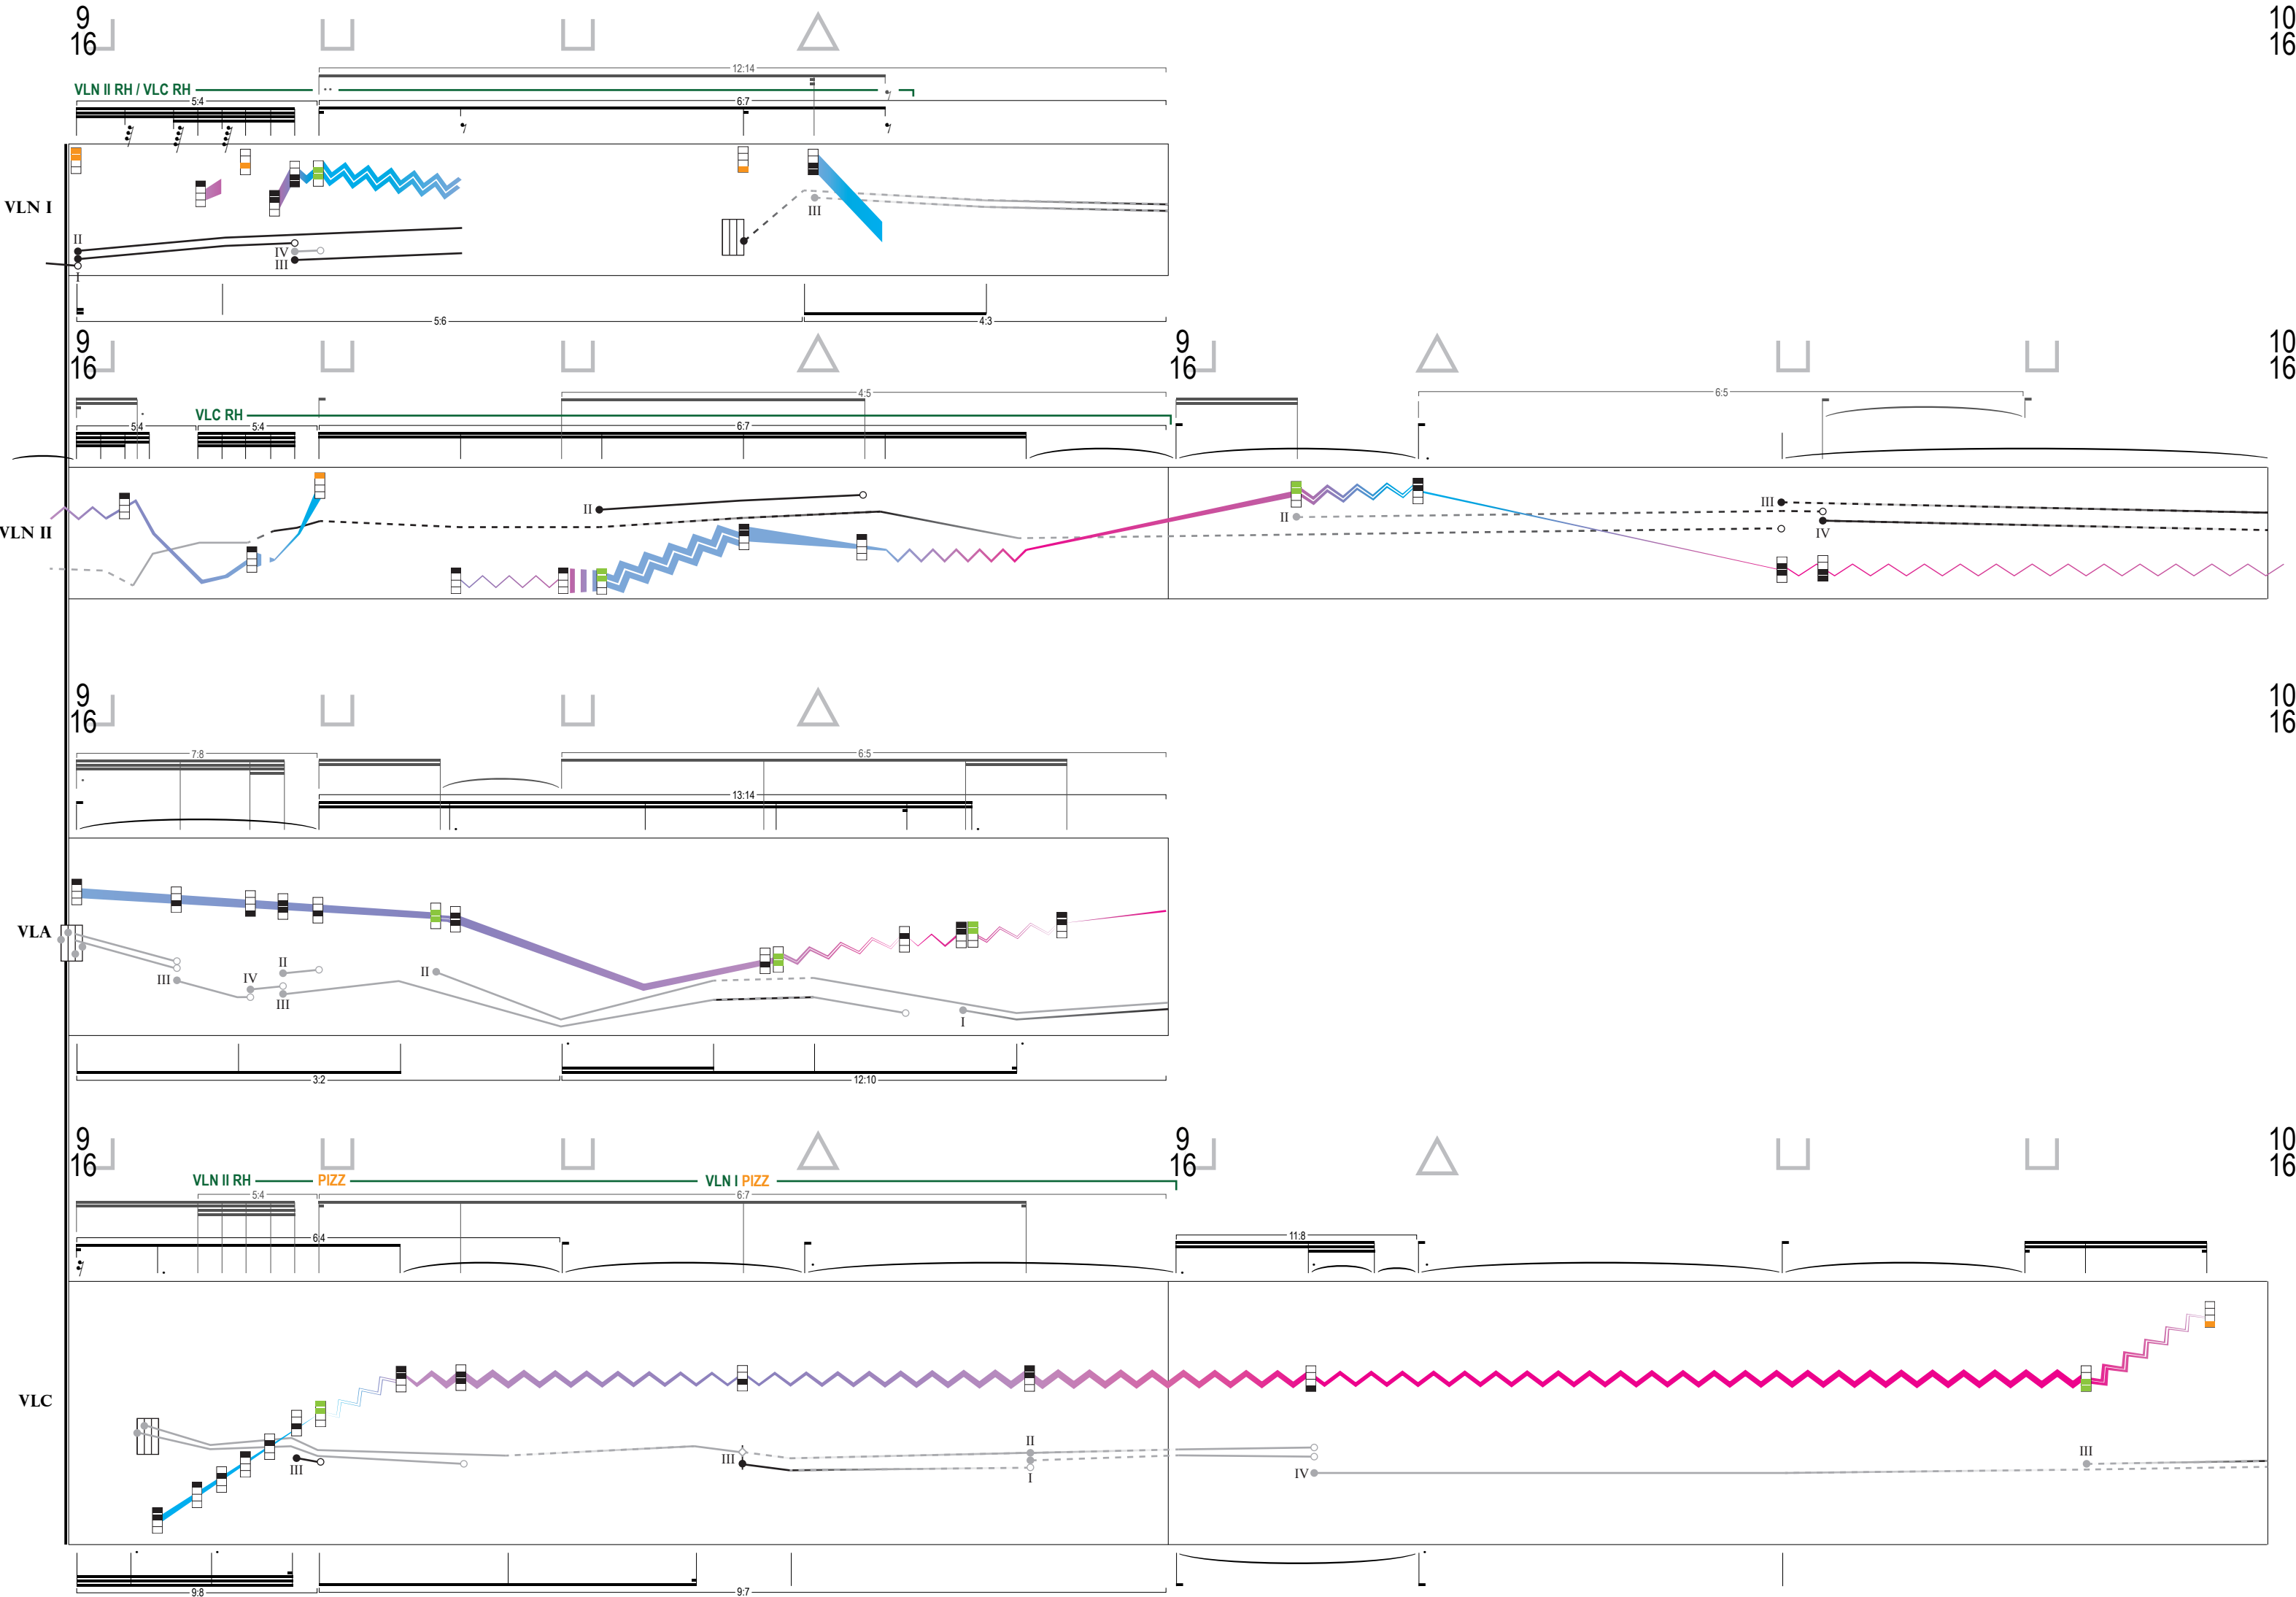 9 10
16 16
12:14
VLN II RH / VLC RH
5:4 6:7
VLN I
II
IV
III
I
III
5:6 4:3
9 9 10
16 16 16
4:5 6:5
VLC RH
5:4 5:4 6:7
VLN II
II
II
III
IV
9 10
16 16
7:8 6:5
13:14
VLA
III
IV
II
III
II
I
3:2 12:10
9 9 10
16 16 16
VLN II RH PIZZ VLN I PIZZ
5:4 6:7
6:4 11:8
VLC
III
III
II
I
IV
III
9:8 9:7